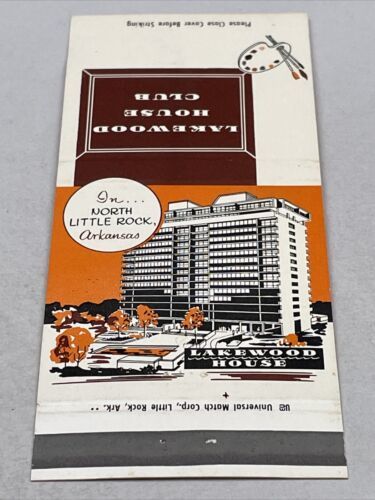 Please Close Cover Before Striking
LAKEWOOD
HOUSE
CLUB
In...
NORTH
LITTLE ROCK,
Arkansas
LAKEWOOD
HOUSE
Universal Match Corp., Little Rock, Ark.